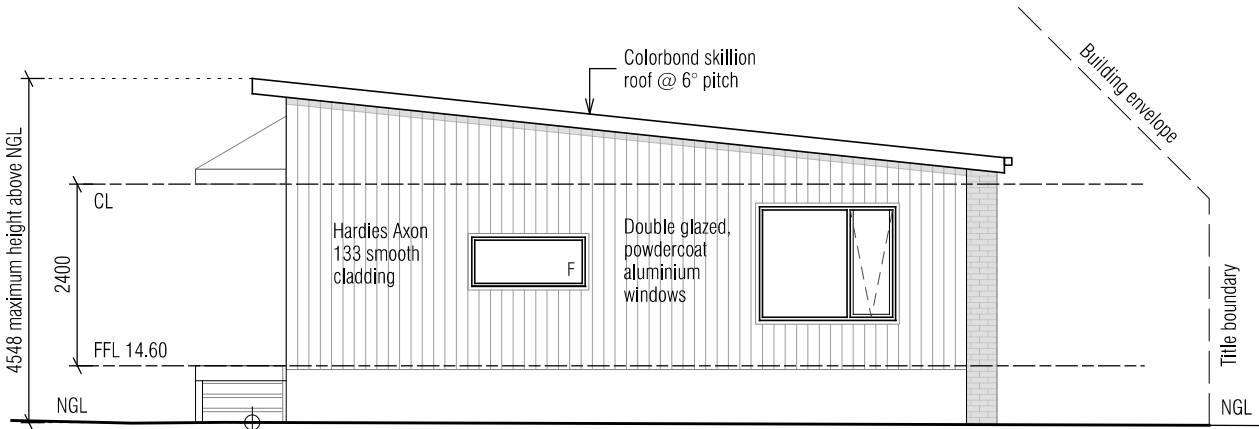 Colorbond skillion
roof @ 6° pitch
Building envelope
4548 maximum height above NGL
CL
2400
Hardies Axon
133 smooth
cladding
F
Double glazed,
powdercoat
aluminium
windows
FFL 14.60
Title boundary
NGL
NGL